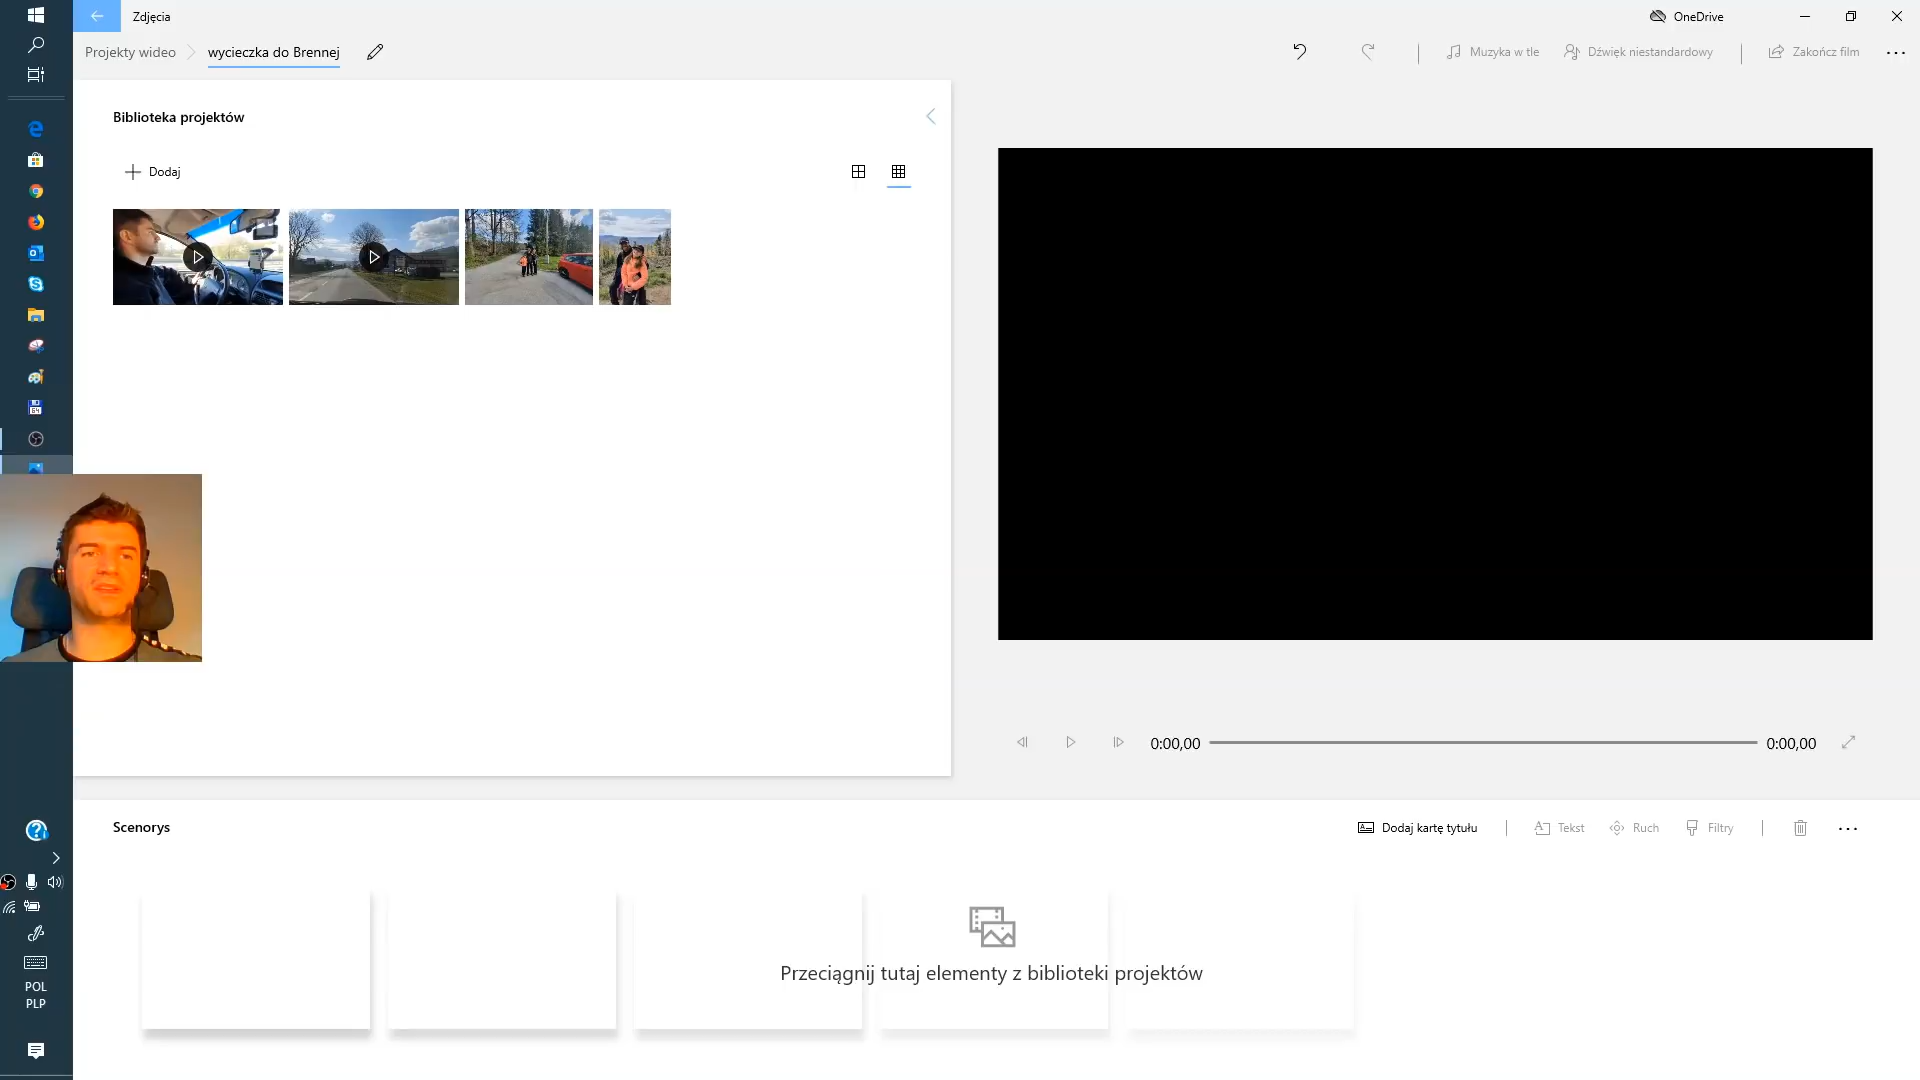 Zdjęcia
OneDrive
Projekty wideo
wycieczka do Brennej
Muzyka w tle
Dźwięk niestandardowy
Zakończ film
Biblioteka projektów
Dodaj
0:00,00
0:00,00
Scenorys
Dodaj kartę tytułu
Tekst
Ruch
Filtry
Przeciągnij tutaj elementy z biblioteki projektów
POL
PLP